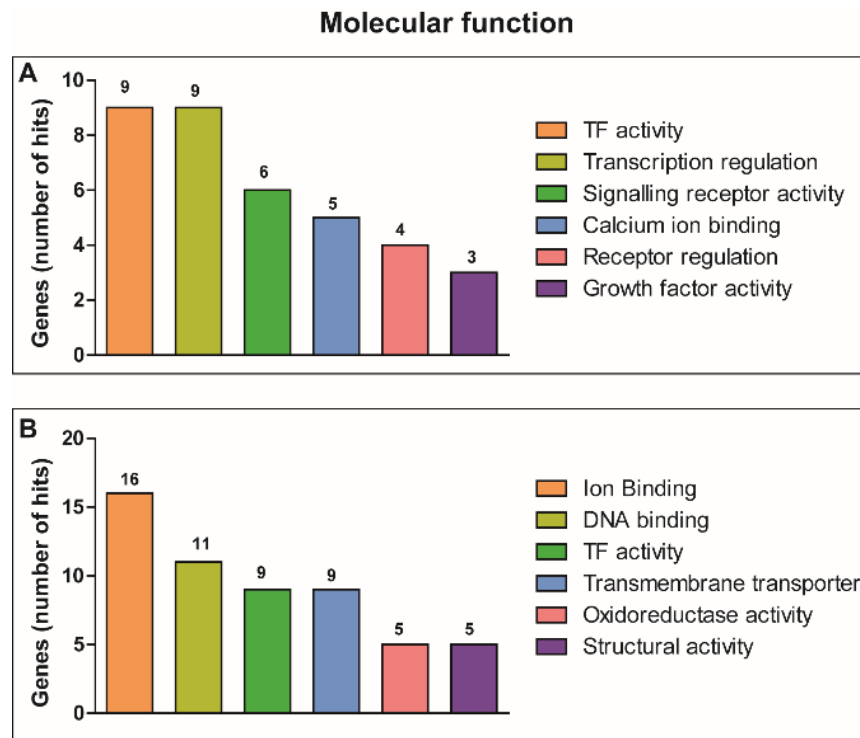 Molecular function
A
Genes (number of hits)
10
8
6
4
2
0
9
9
6
5
4
3
TF activity
Transcription regulation
Signalling receptor activity
Calcium ion binding
Receptor regulation
Growth factor activity
B
Genes (number of hits)
20
15
10
5
0
16
11
9
9
5
5
Ion Binding
DNA binding
TF activity
Transmembrane transporter
Oxidoreductase activity
Structural activity